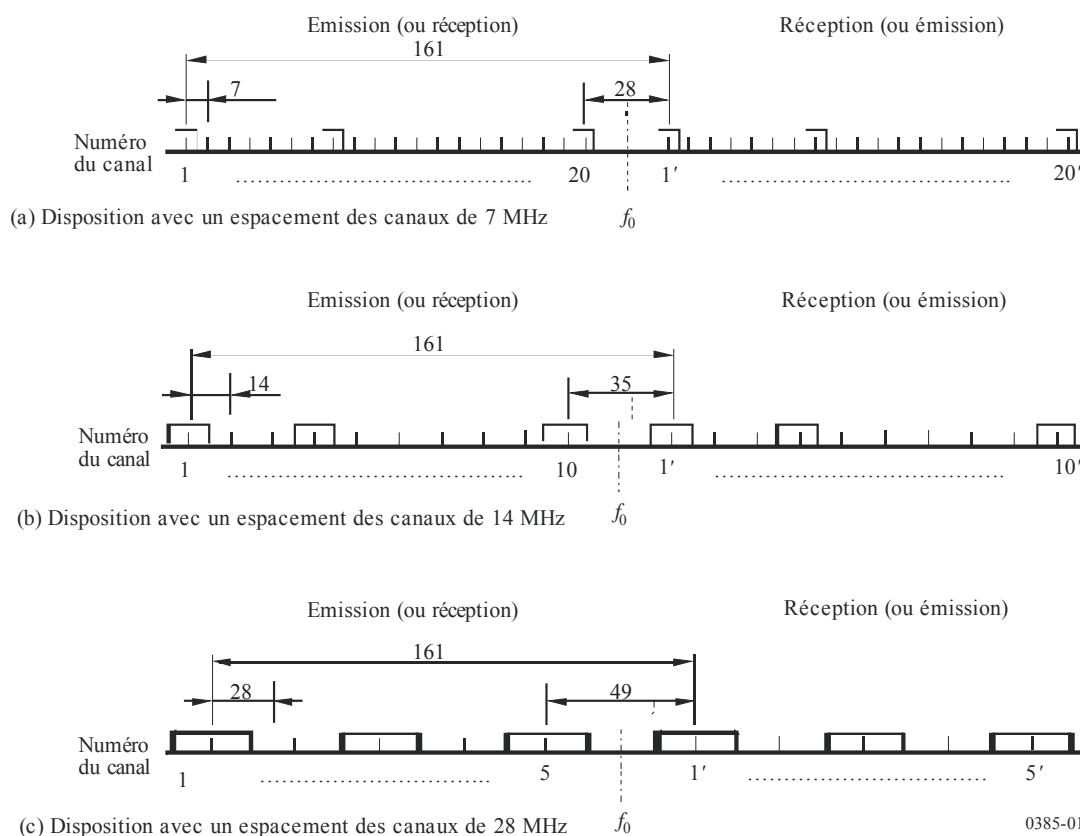 Emission (ou réception) Réception (ou émission)
161
7 28
Numéro
du canal
1 ........................................................ 20 1′ ...................................................... 20′
(a) Disposition avec un espacement des canaux de 7 MHz f0
Emission (ou réception) Réception (ou émission)
161
14 35
Numéro
du canal
1 ........................................................ 10 1′ ...................................................... 10′
(b) Disposition avec un espacement des canaux de 14 MHz f0
Emission (ou réception) Réception (ou émission)
161
28 49
Numéro
du canal
1 ........................................... 5 1′ ............................................. 5′
(c) Disposition avec un espacement des canaux de 28 MHz f0 0385-01